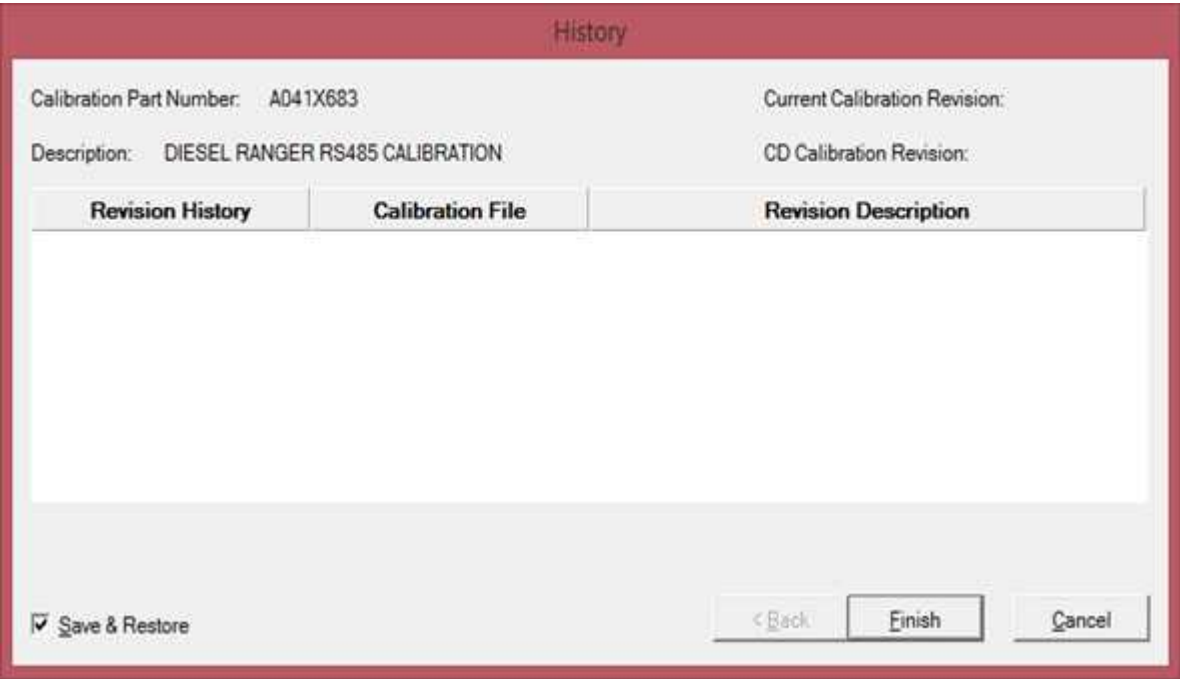 History
Calibration Part Number: A041X683 Current Calibration Revision:
Description: DIESEL RANGER RS485 CALIBRATION CD Calibration Revision:
Revision History Calibration File Revision Description
Save & Restore < Back Finish Cancel